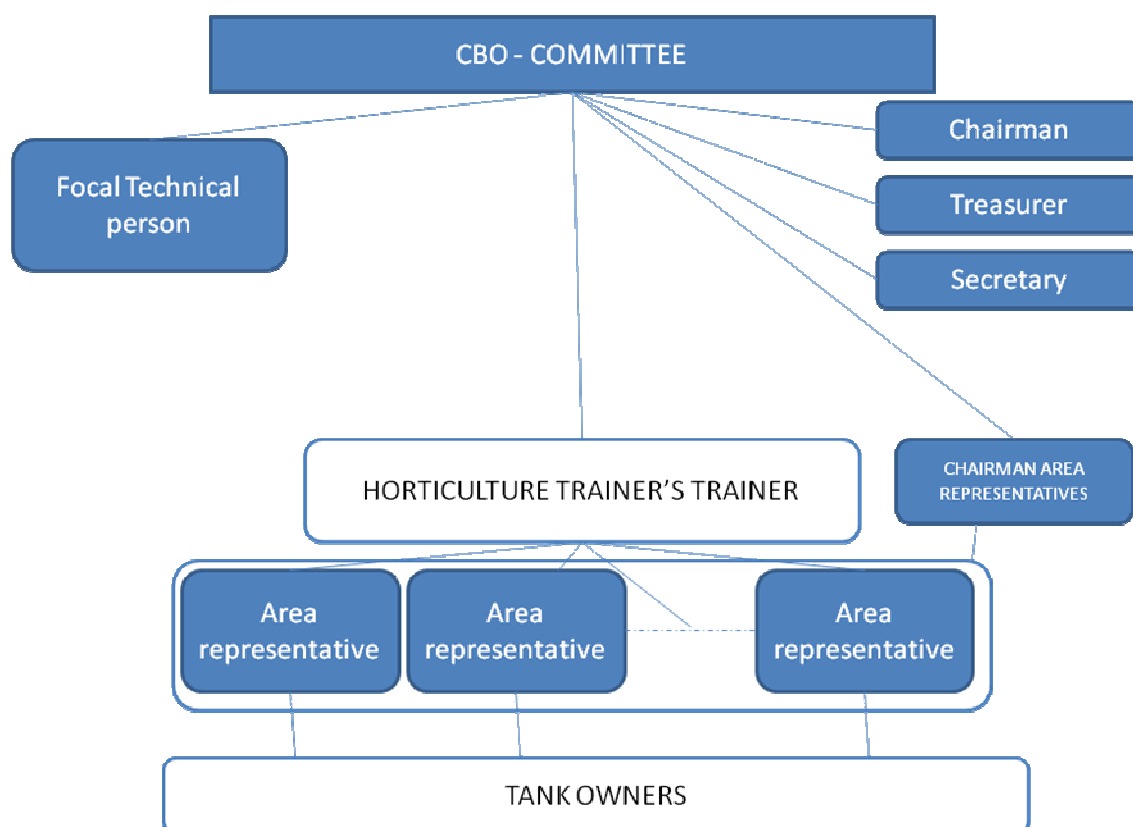 CBO - COMMITTEE
Chairman
Focal Technical
person
Treasurer
Secretary
CHAIRMAN AREA
REPRESENTATIVES
HORTICULTURE TRAINER’S TRAINER
Area
representative
Area
representative
Area
representative
TANK OWNERS